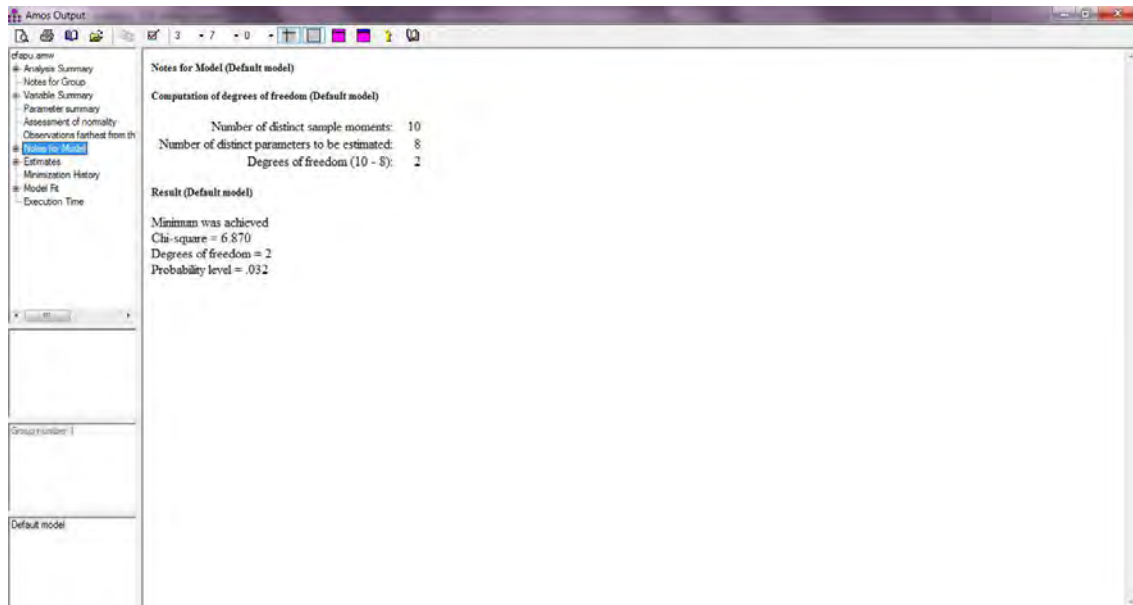 Amos Output
3 - 7 - 0 -
cfapu.amw
Analysis Summary
Notes for Group
Variable Summary
Parameter summary
Assessment of normality
Observations farthest from th
Notes for Model
Estimates
Minimization History
Model Fit
Execution Time
Notes for Model (Default model)
Computation of degrees of freedom (Default model)
Number of distinct sample moments: 10
Number of distinct parameters to be estimated: 8
Degrees of freedom (10 - 8): 2
Result (Default model)
Minimum was achieved
Chi-square = 6.870
Degrees of freedom = 2
Probability level = .032
Group number 1
Default model